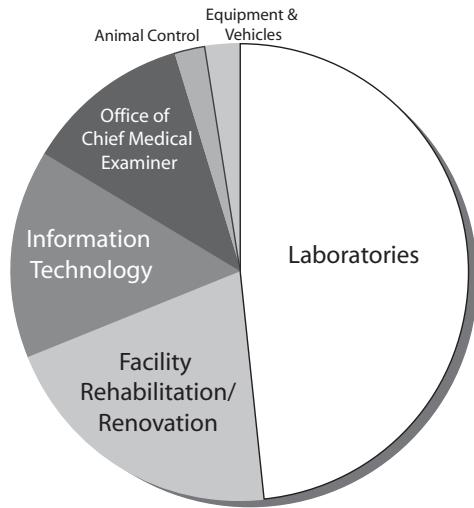 Equipment &
Vehicles
Animal Control
Office of
Chief Medical
Examiner
Laboratories
Information
Technology
Facility
Rehabilitation/
Renovation